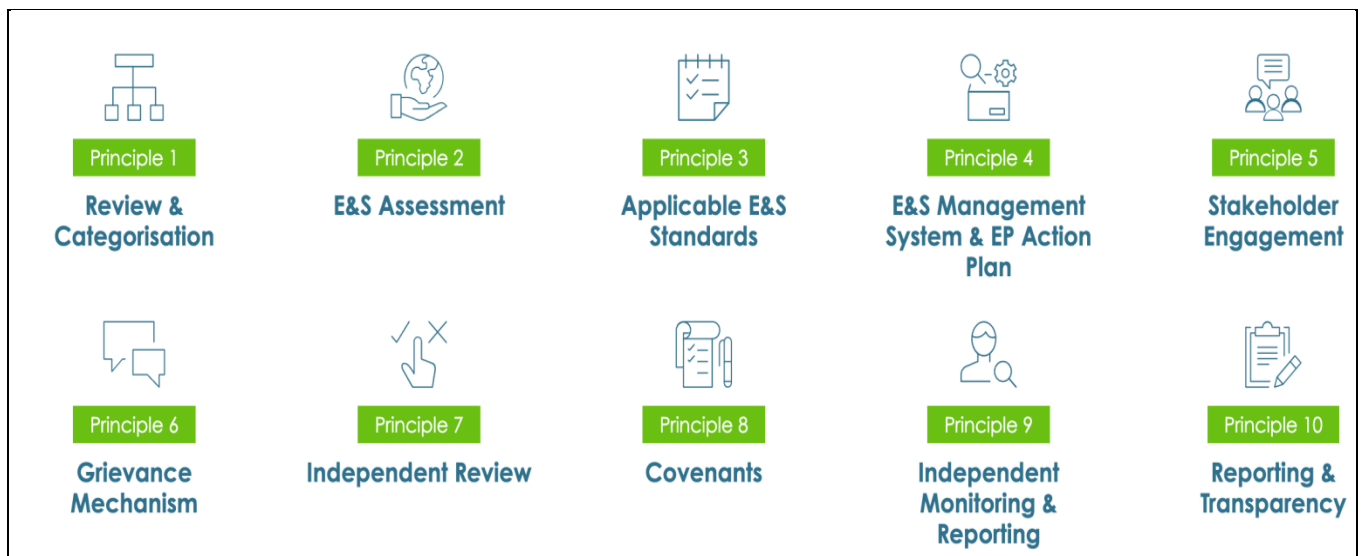 Principle 1
Principle 2
Principle 3
Principle 4
Principle 5
Review &
Categorisation
E&S Assessment
Applicable E&S
Standards
E&S Management
System & EP Action
Plan
Stakeholder
Engagement
Principle 6
Principle 7
Principle 8
Principle 9
Principle 10
Grievance
Mechanism
Independent Review
Covenants
Independent
Monitoring &
Reporting
Reporting &
Transparency